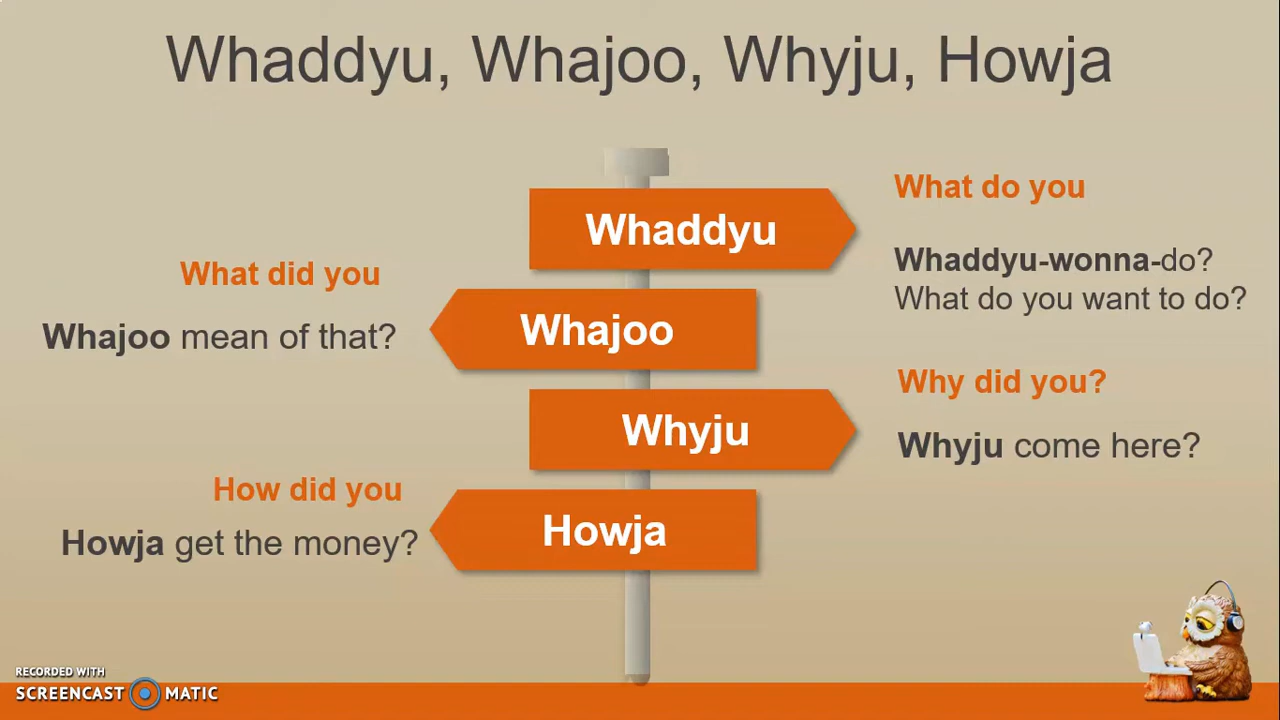 Whaddyu, Whajoo, Whyju, Howja
Whaddyu
What do you
Whaddyu-wonna-do?
What do you want to do?
What did you
Whajoo mean of that?
Whajoo
Whyju
Why did you?
Whyju come here?
How did you
Howja get the money?
Howja
RECORDED WITH
SCREENCAST MATIC